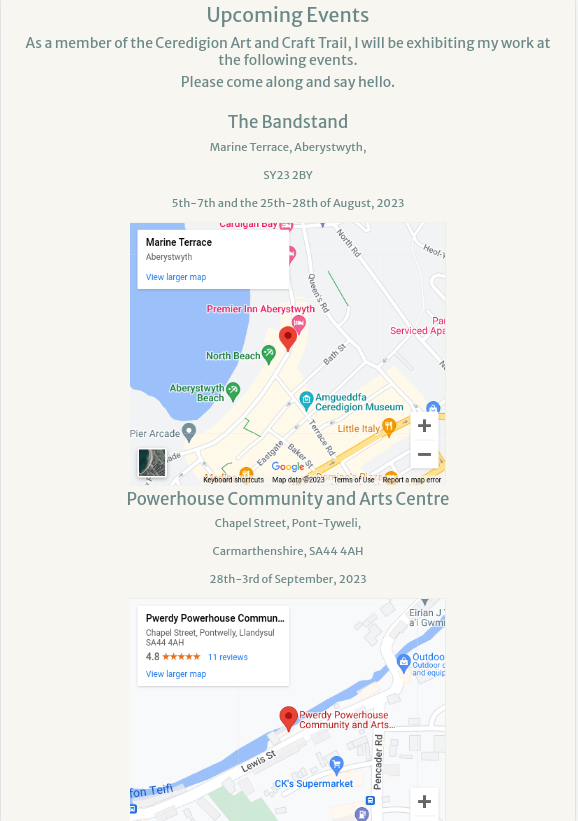 Upcoming Events
As a member of the Ceredigion Art and Craft Trail, I will be exhibiting my work at
the following events.
Please come along and say hello.
The Bandstand
Marine Terrace, Aberystwyth,
SY23 2BY
5th-7th and the 25th-28th of August, 2023
Cardigan Bay
Marine Terrace
Aberystwyth
View larger map
North Rd
Heol-Y
Queen's Rd
Premier Inn Aberystwyth
Serviced Apa
North Beach
Bath St
Aberystwyth
Beach
Amgueddfa
Ceredigion Museum
Pier Arcade
Little Italy
Terrace Rd
Eastgate
Baker St
Google
Keyboard shortcuts Map data ©2023 Terms of Use Report a map error
Powerhouse Community and Arts Centre
Chapel Street, Pont-Tyweli,
Carmarthenshire, SA44 4AH
28th-3rd of September, 2023
Pwerdy Powerhouse Commun...
Chapel Street, Pontwelly, Llandysul
SA44 4AH
4.8 ★★★★★ 11 reviews
View larger map
Eirian J
a'i Gwmn
Outdoo
Outdoor c
and equip
Pwerdy Powerhouse
Community and Arts...
Lewis St
Pencader Rd
CK's Supermarket
fon Teifi